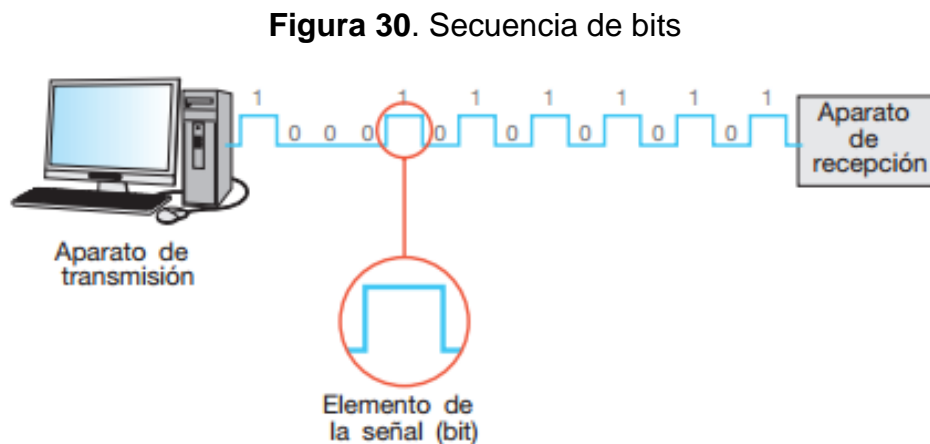 Figura 30. Secuencia de bits
1 1 1 1 1 1 1
0 0 0 0 0 0 0 0
Aparato
de
recepción
Aparato de
transmisión
Elemento de
la señal (bit)